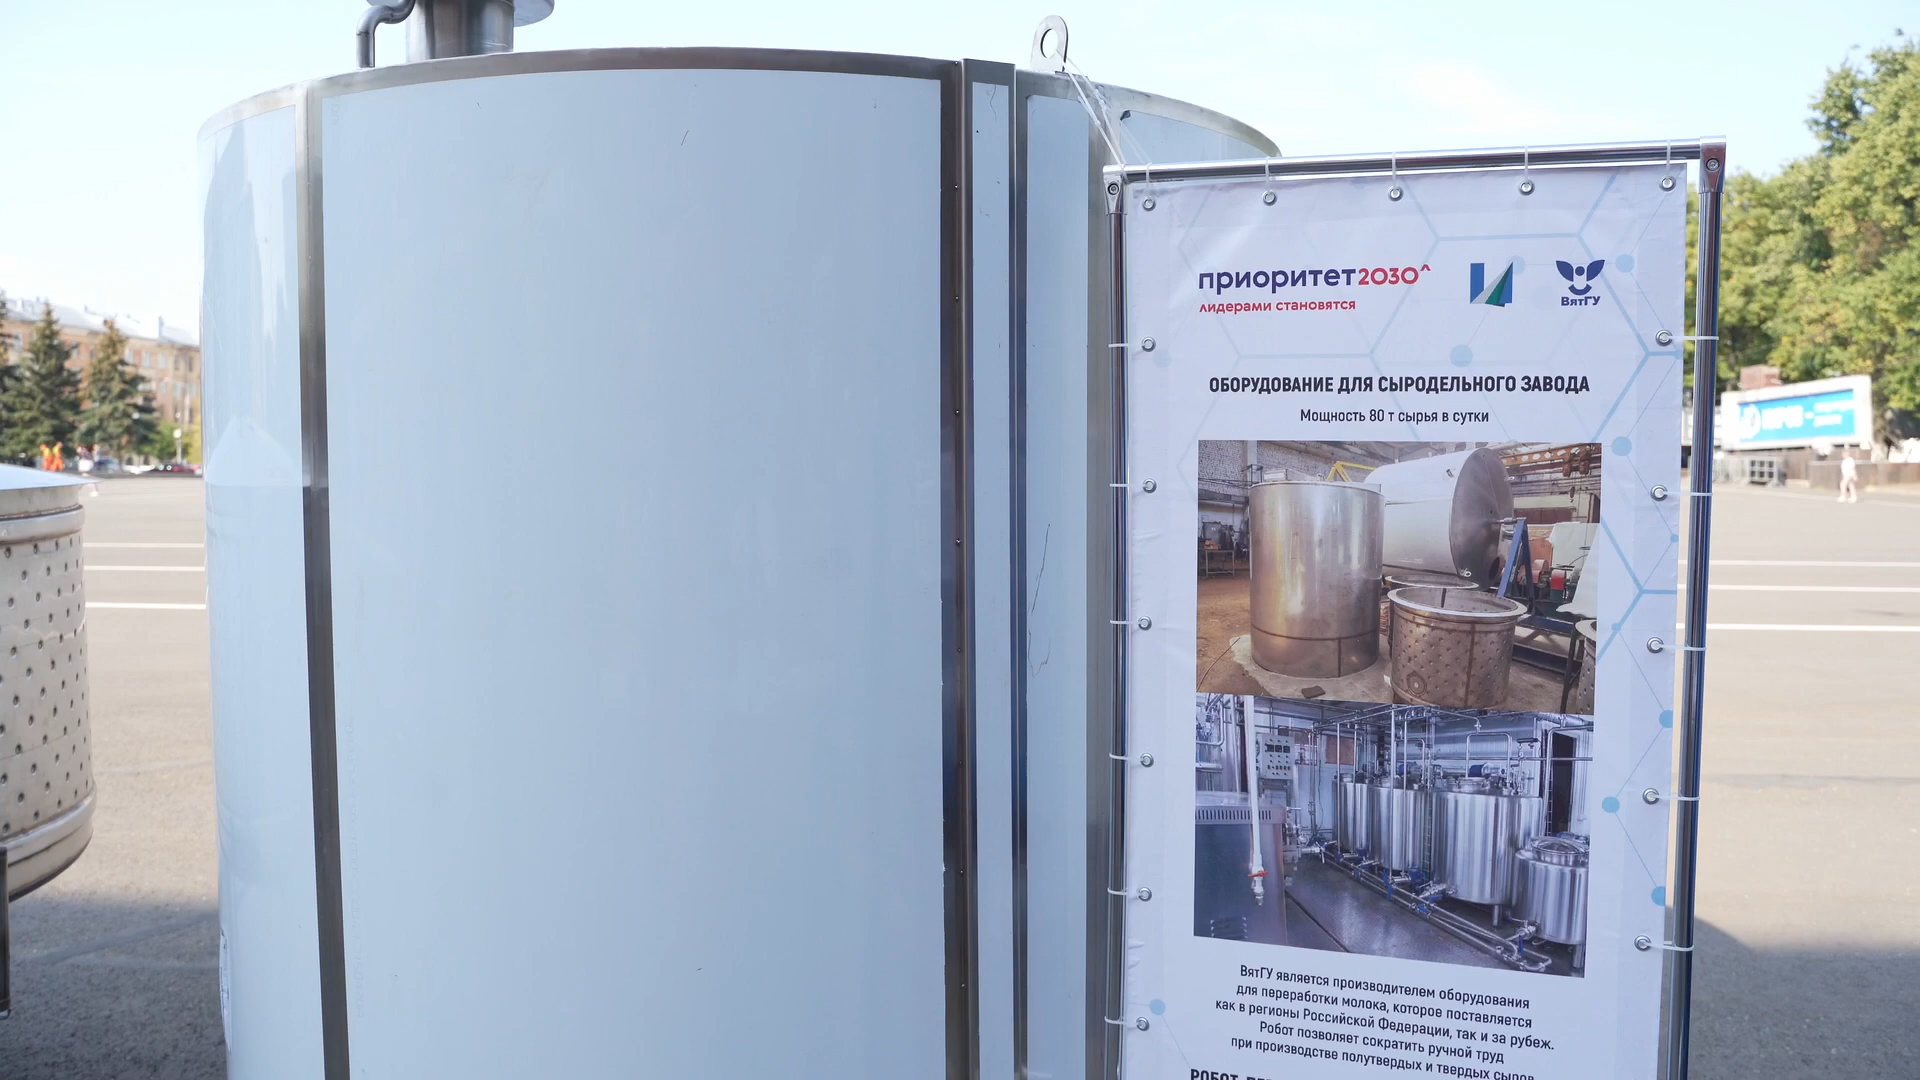 приоритет2030^
лидерами становятся
ВятГУ
ОБОРУДОВАНИЕ ДЛЯ СЫРОДЕЛЬНОГО ЗАВОДА
Мощность 80 т сырья в сутки
ВятГУ является производителем оборудования
для переработки молока, которое поставляется
как в регионы Российской Федерации, так и за рубеж.
Робот позволяет сократить ручной труд
при производстве полутвердых и твердых сыров
РОБОТ
КИРОВ